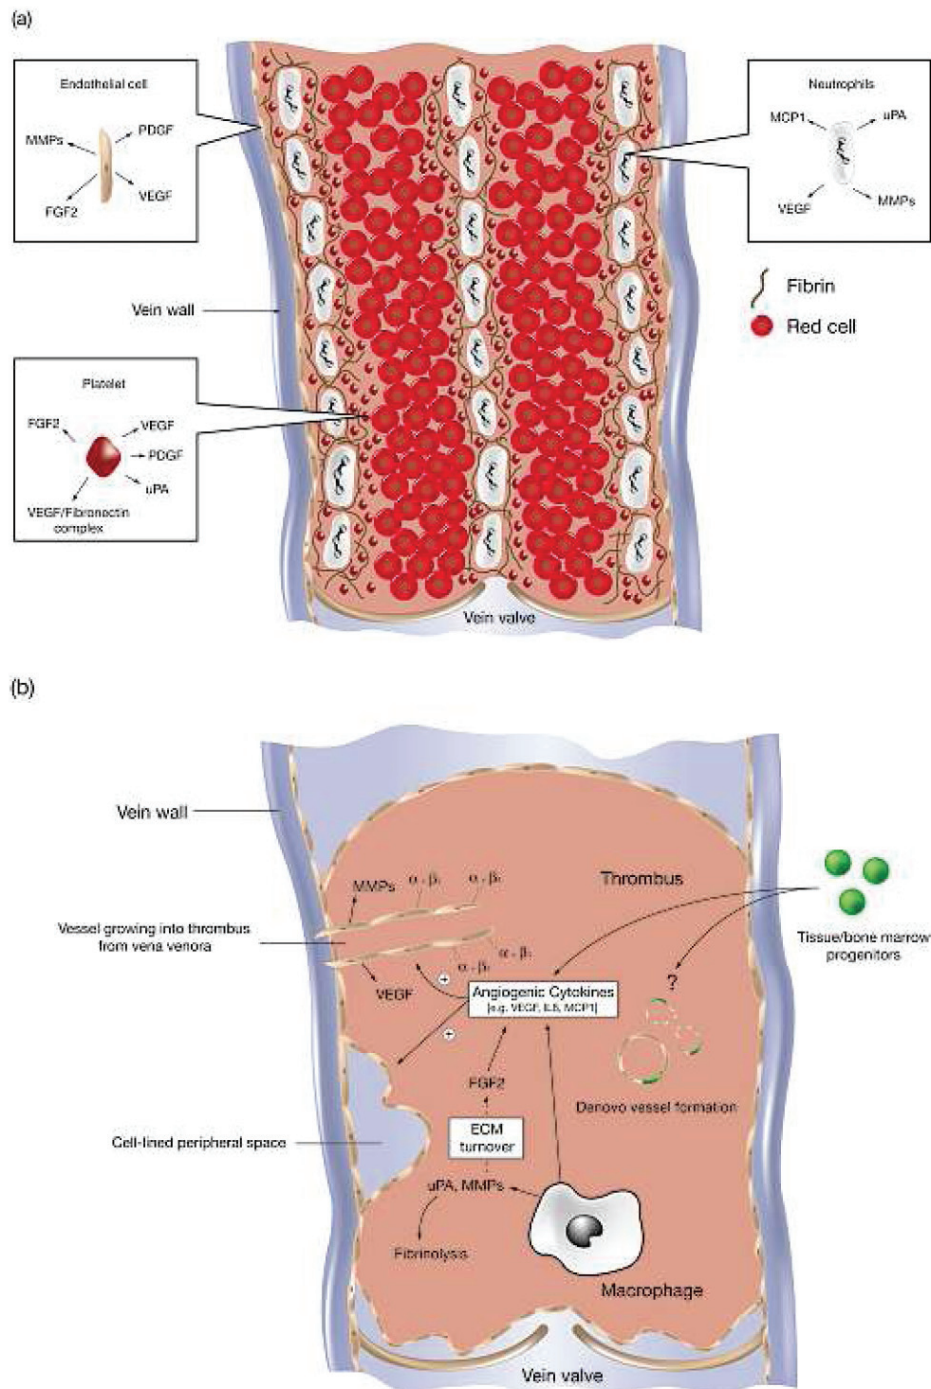 (a)
Endothelial cell
MMPs
PDGF
FGF2
VEGF
Neutrophils
MCP1
uPA
VEGF
MMPs
Fibrin
Red cell
Vein wall
Platelet
FGF2
VEGF
PDGF
uPA
VEGF/Fibronectin
complex
Vein valve
(b)
Vein wall
MMPs
Thrombus
Vessel growing into thrombus
from vena venora
VEGF
Angiogenic Cytokines
(e.g. VEGF, IL8, MCP1)
Tissue/bone marrow
progenitors
?
+
+
FGF2
Denovo vessel formation
ECM
turnover
Cell-lined peripheral space
uPA, MMPs
Fibrinolysis
Macrophage
Vein valve